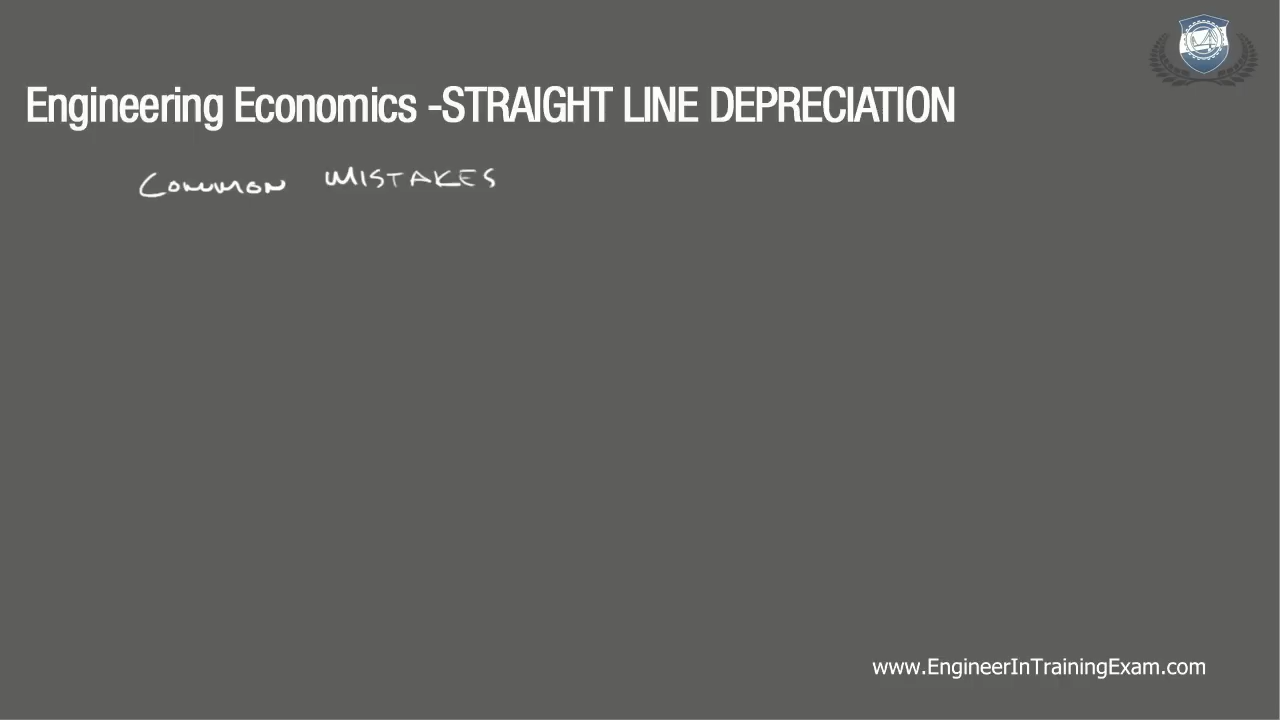 Engineering Economics -STRAIGHT LINE DEPRECIATION
COMMON MISTAKES
www.EngineerInTrainingExam.com